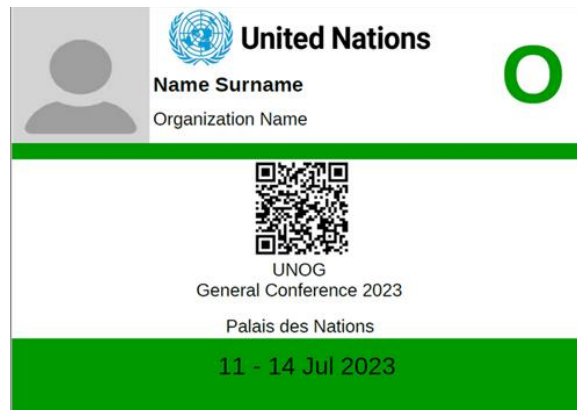 United Nations
O
Name Surname
Organization Name
UNOG
General Conference 2023
Palais des Nations
11 - 14 Jul 2023